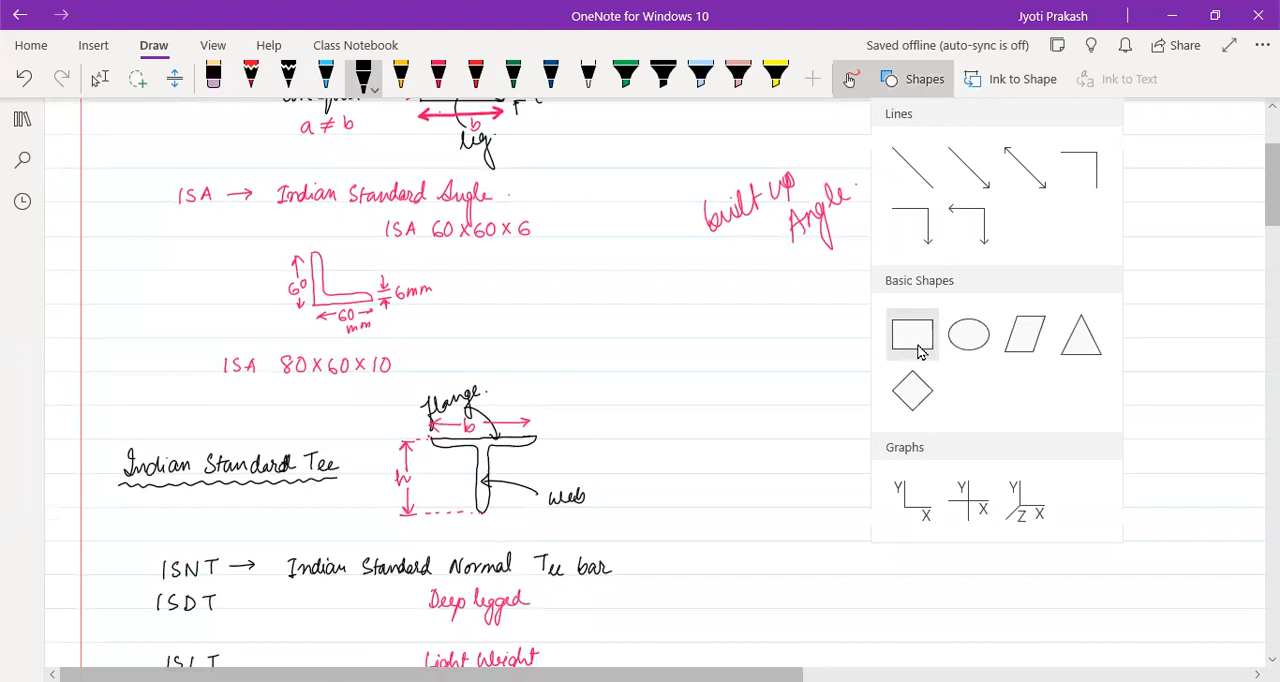 OneNote for Windows 10
Jyoti Prakash
Home Insert Draw View Help Class Notebook
Saved offline (auto-sync is off)
Share
Shapes
Ink to Shape
Ink to Text
Lines
Basic Shapes
Graphs
Y X
Y X
Y Z X
a ≠ b
b
leg
ISA → Indian Standard Angle
ISA 60×60×6
Built Up
Angle
60
6mm
60
mm
ISA 80×60×10
flange
b
h
Indian Standard Tee
Web
ISNT → Indian Standard Normal Tee bar
ISDT Deep legged
ISLT Light Weight